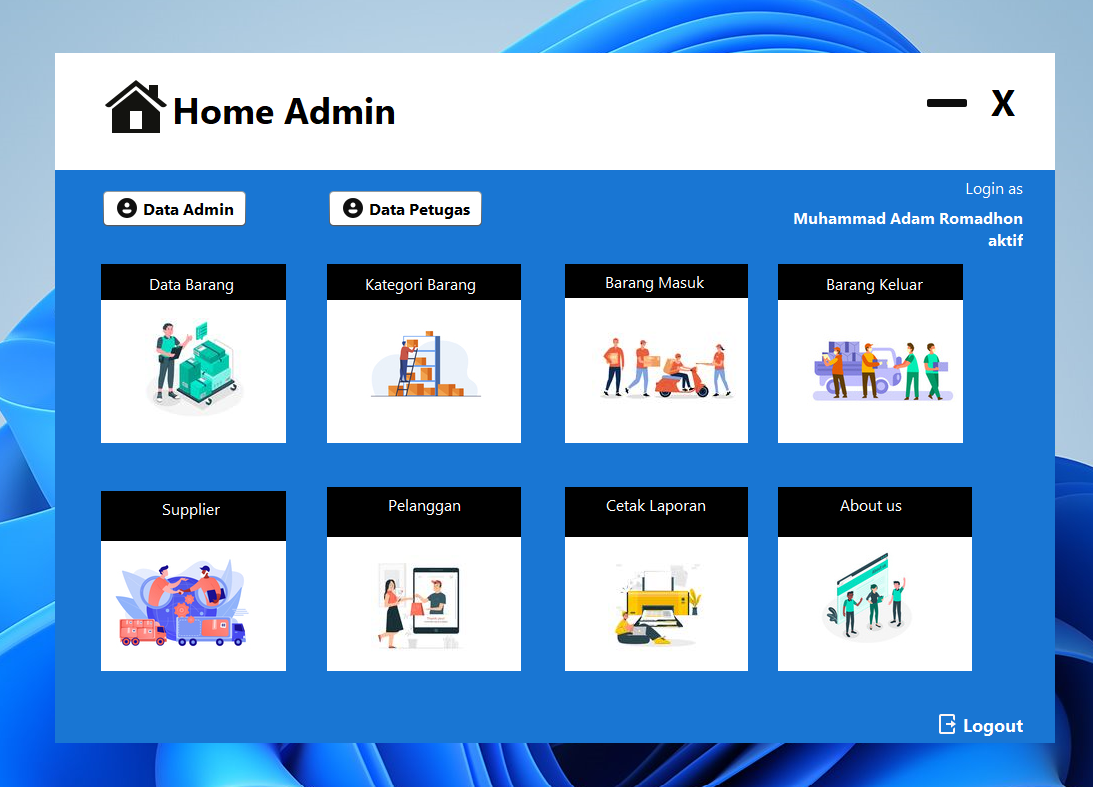 Home Admin
X
Data Admin
Data Petugas
Login as
Muhammad Adam Romadhon
aktif
Data Barang
Kategori Barang
Barang Masuk
Barang Keluar
Supplier
Pelanggan
Cetak Laporan
About us
Logout